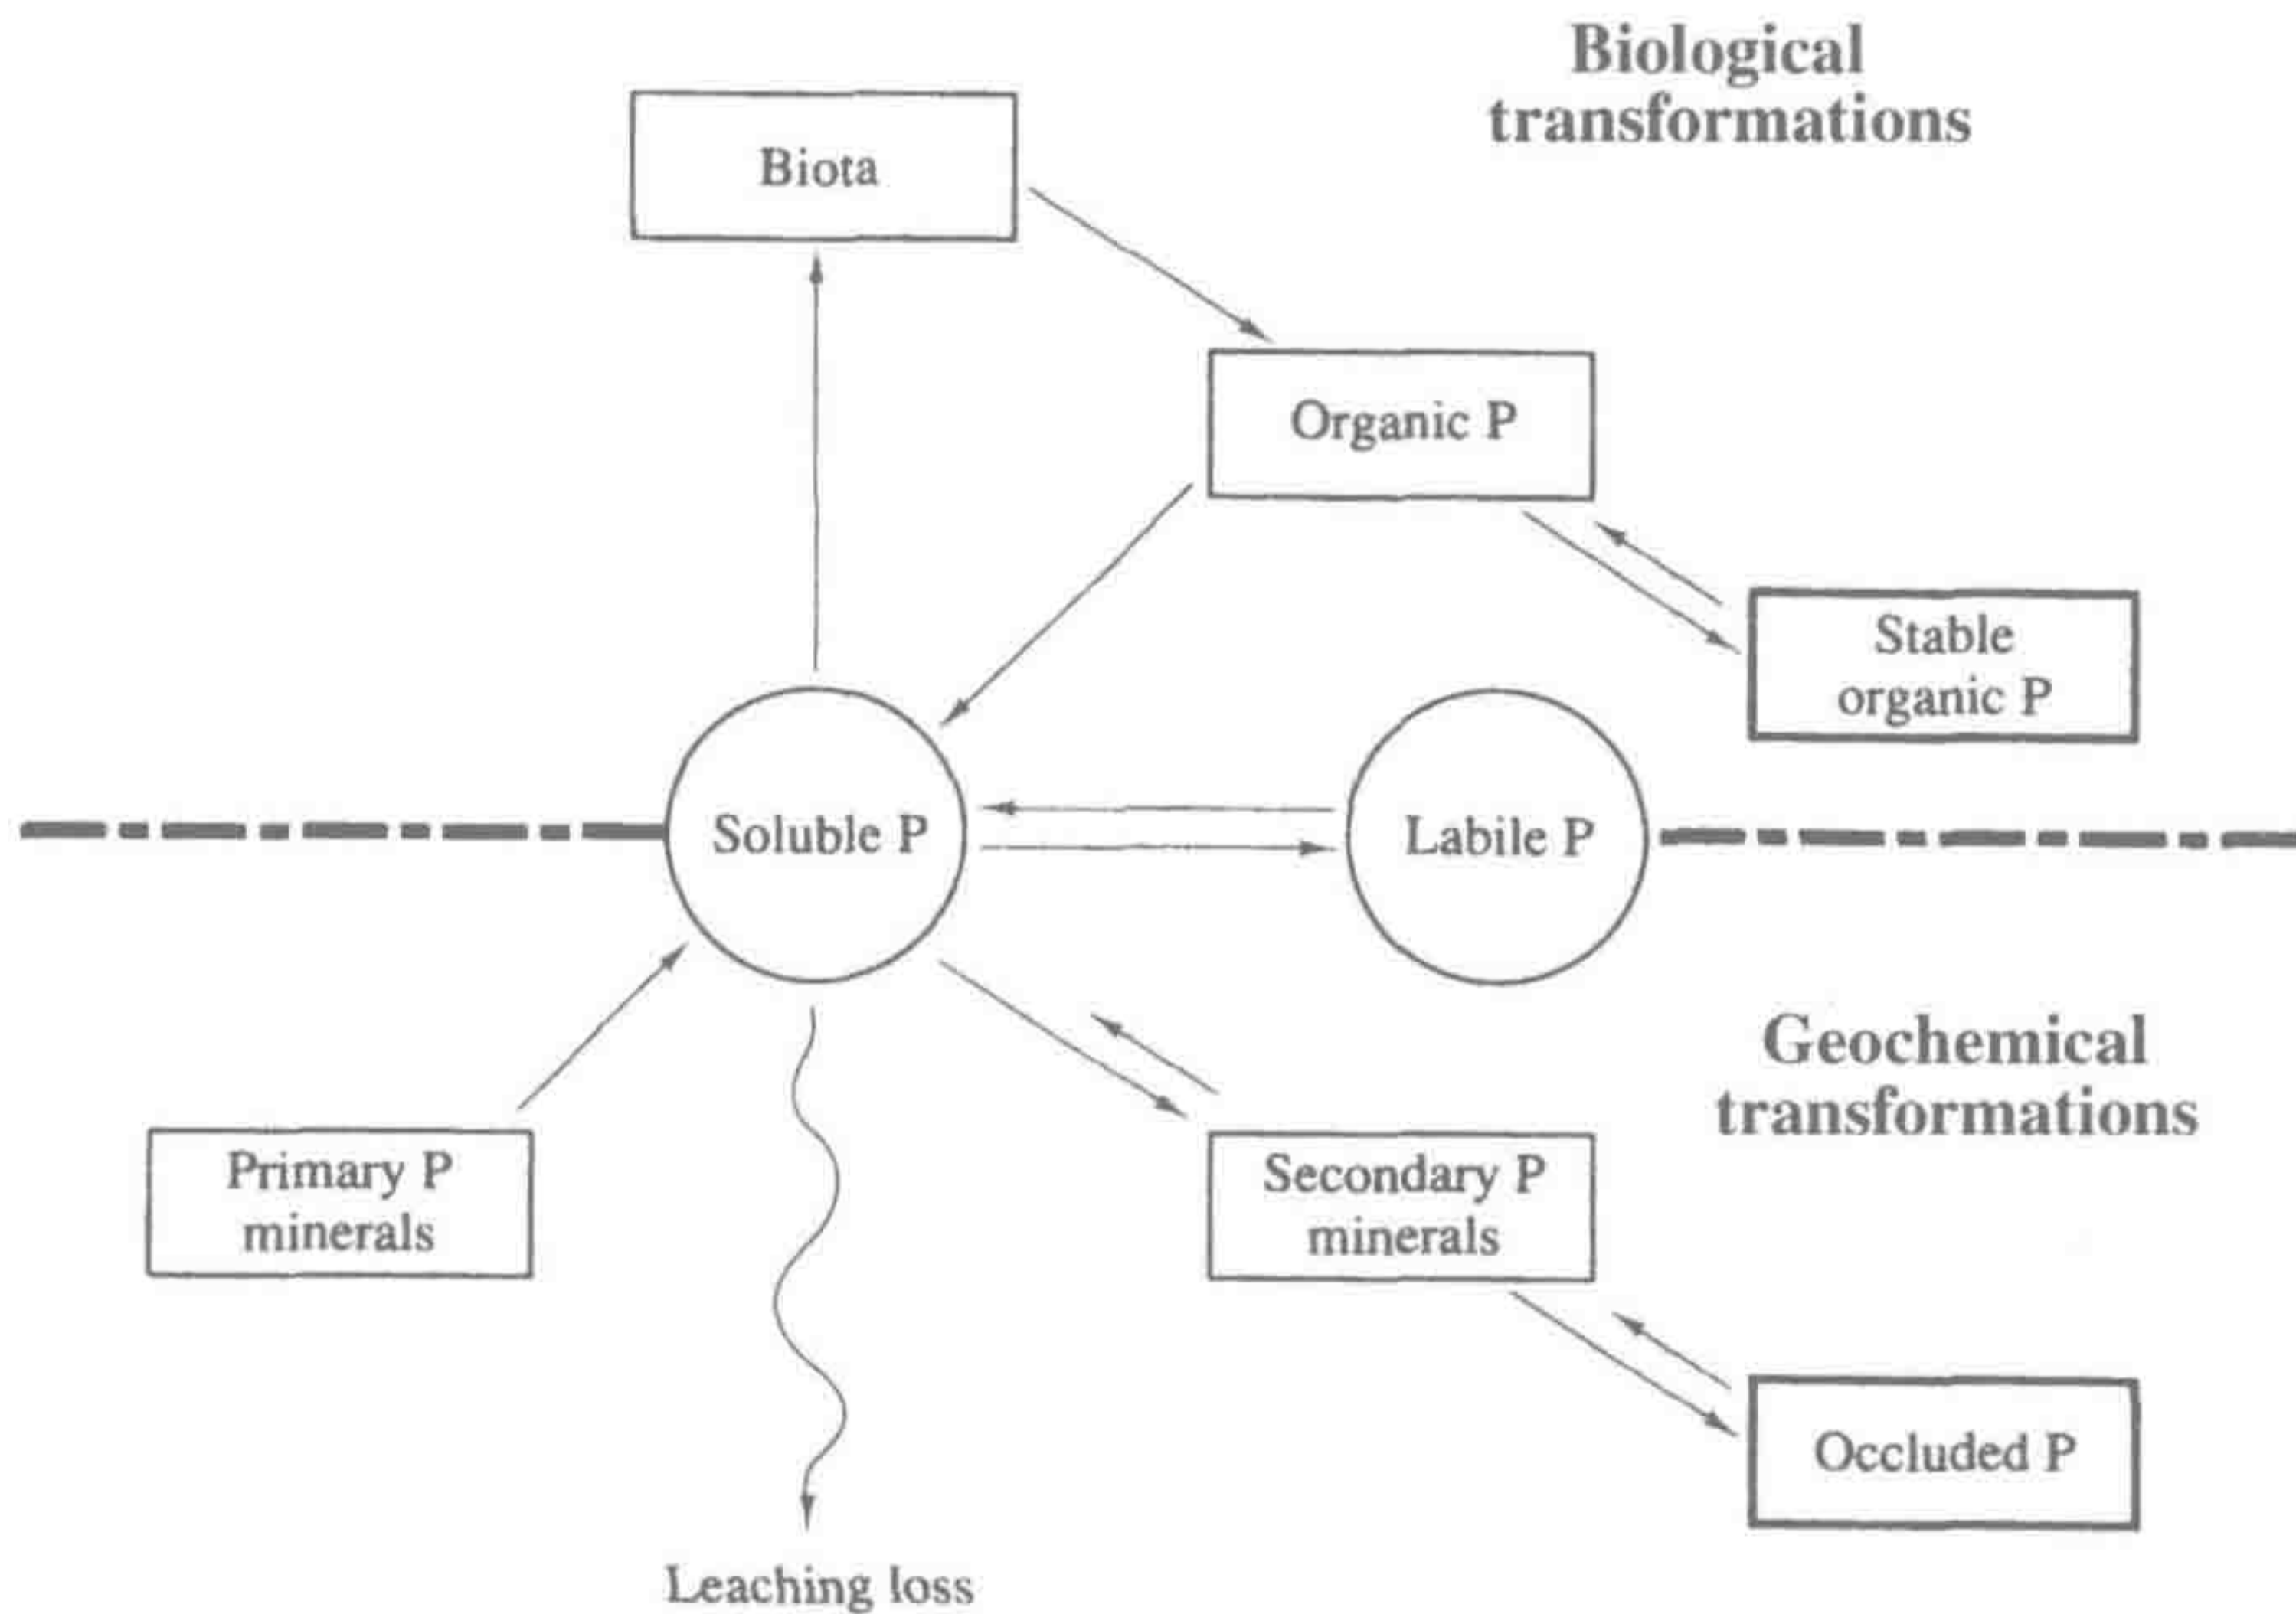 Biological
transformations
Biota
Organic P
Stable
organic P
Soluble P
Labile P
Geochemical
transformations
Primary P
minerals
Secondary P
minerals
Occluded P
Leaching loss